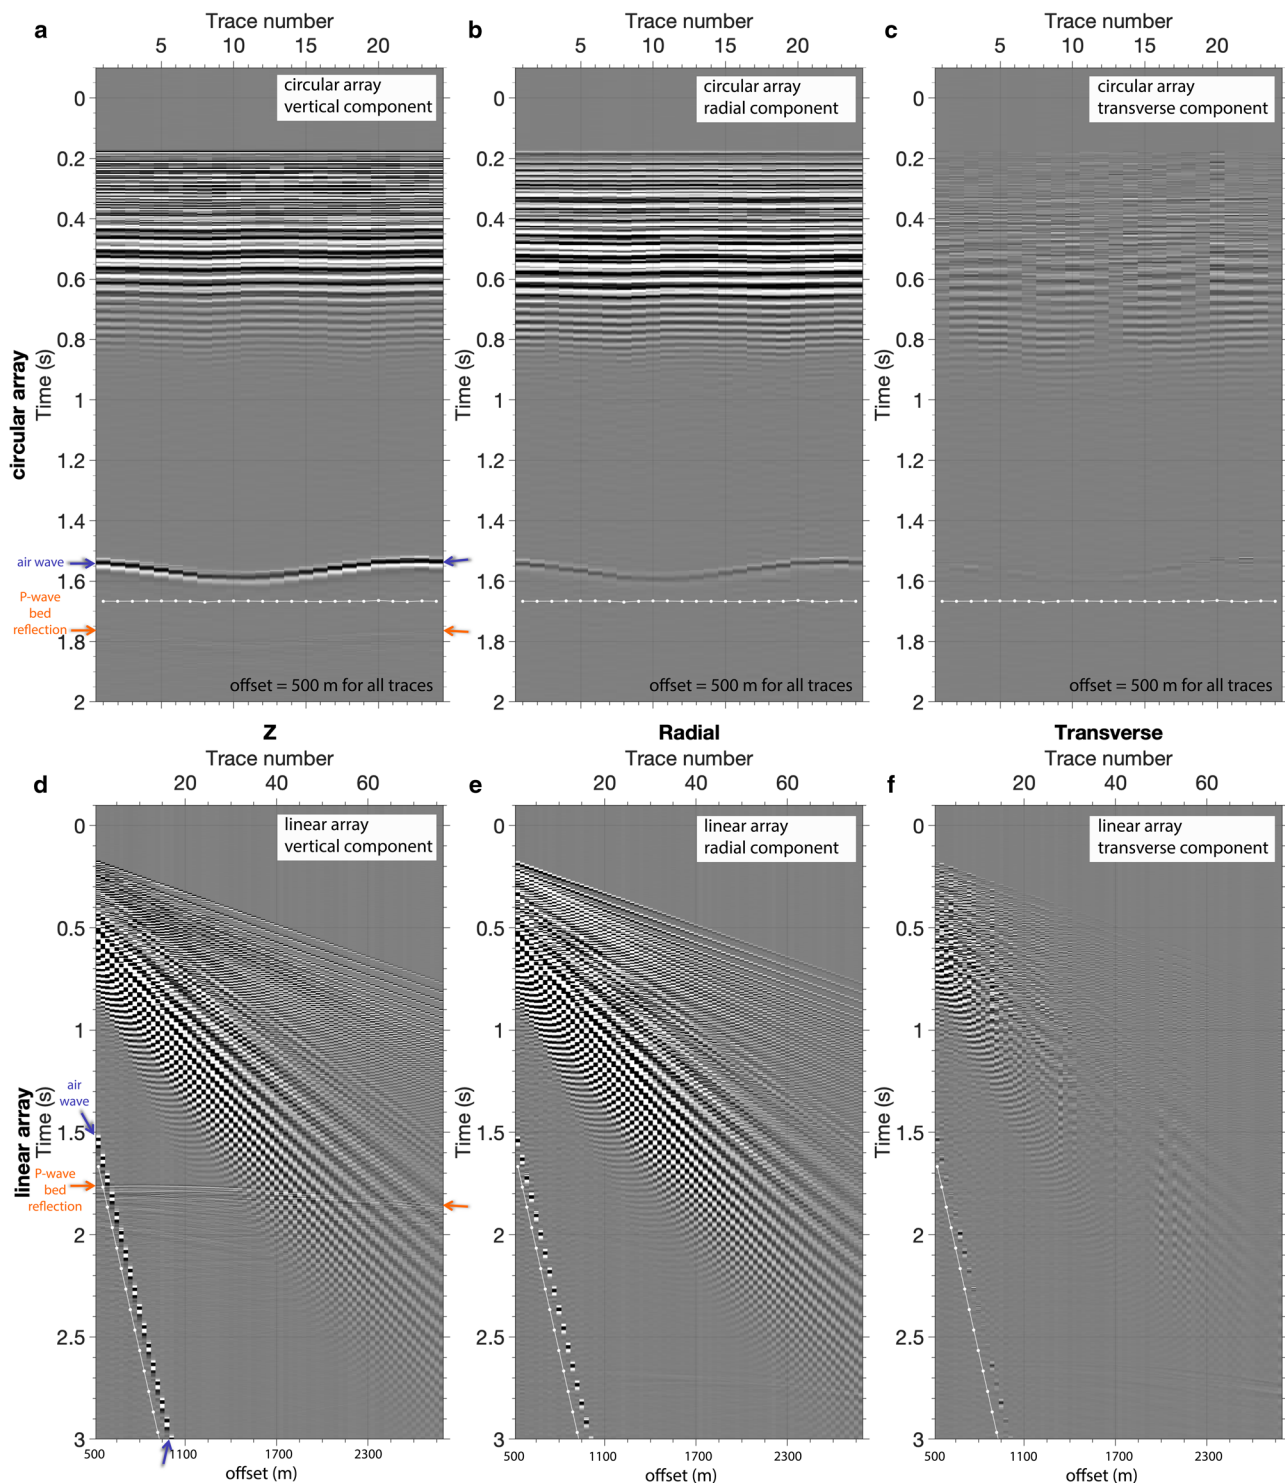 a
Trace number
5 10 15 20
b
Trace number
5 10 15 20
c
Trace number
5 10 15 20
circular array
vertical component
circular array
radial component
circular array
transverse component
0
0.2
0.4
0.6
0.8
1
1.2
1.4
1.6
1.8
2
Time (s)
circular array
air wave
P-wave
bed
reflection
offset = 500 m for all traces
0
0.2
0.4
0.6
0.8
1
1.2
1.4
1.6
1.8
2
Time (s)
offset = 500 m for all traces
0
0.2
0.4
0.6
0.8
1
1.2
1.4
1.6
1.8
2
Time (s)
offset = 500 m for all traces
Z
Radial
Transverse
d
Trace number
20 40 60
e
Trace number
20 40 60
f
Trace number
20 40 60
linear array
vertical component
linear array
radial component
linear array
transverse component
0
0.5
1
1.5
2
2.5
3
Time (s)
linear array
air
wave
P-wave
bed
reflection
500 1100 1700 2300
offset (m)
0
0.5
1
1.5
2
2.5
3
Time (s)
500 1100 1700 2300
offset (m)
0
0.5
1
1.5
2
2.5
3
Time (s)
500 1100 1700 2300
offset (m)